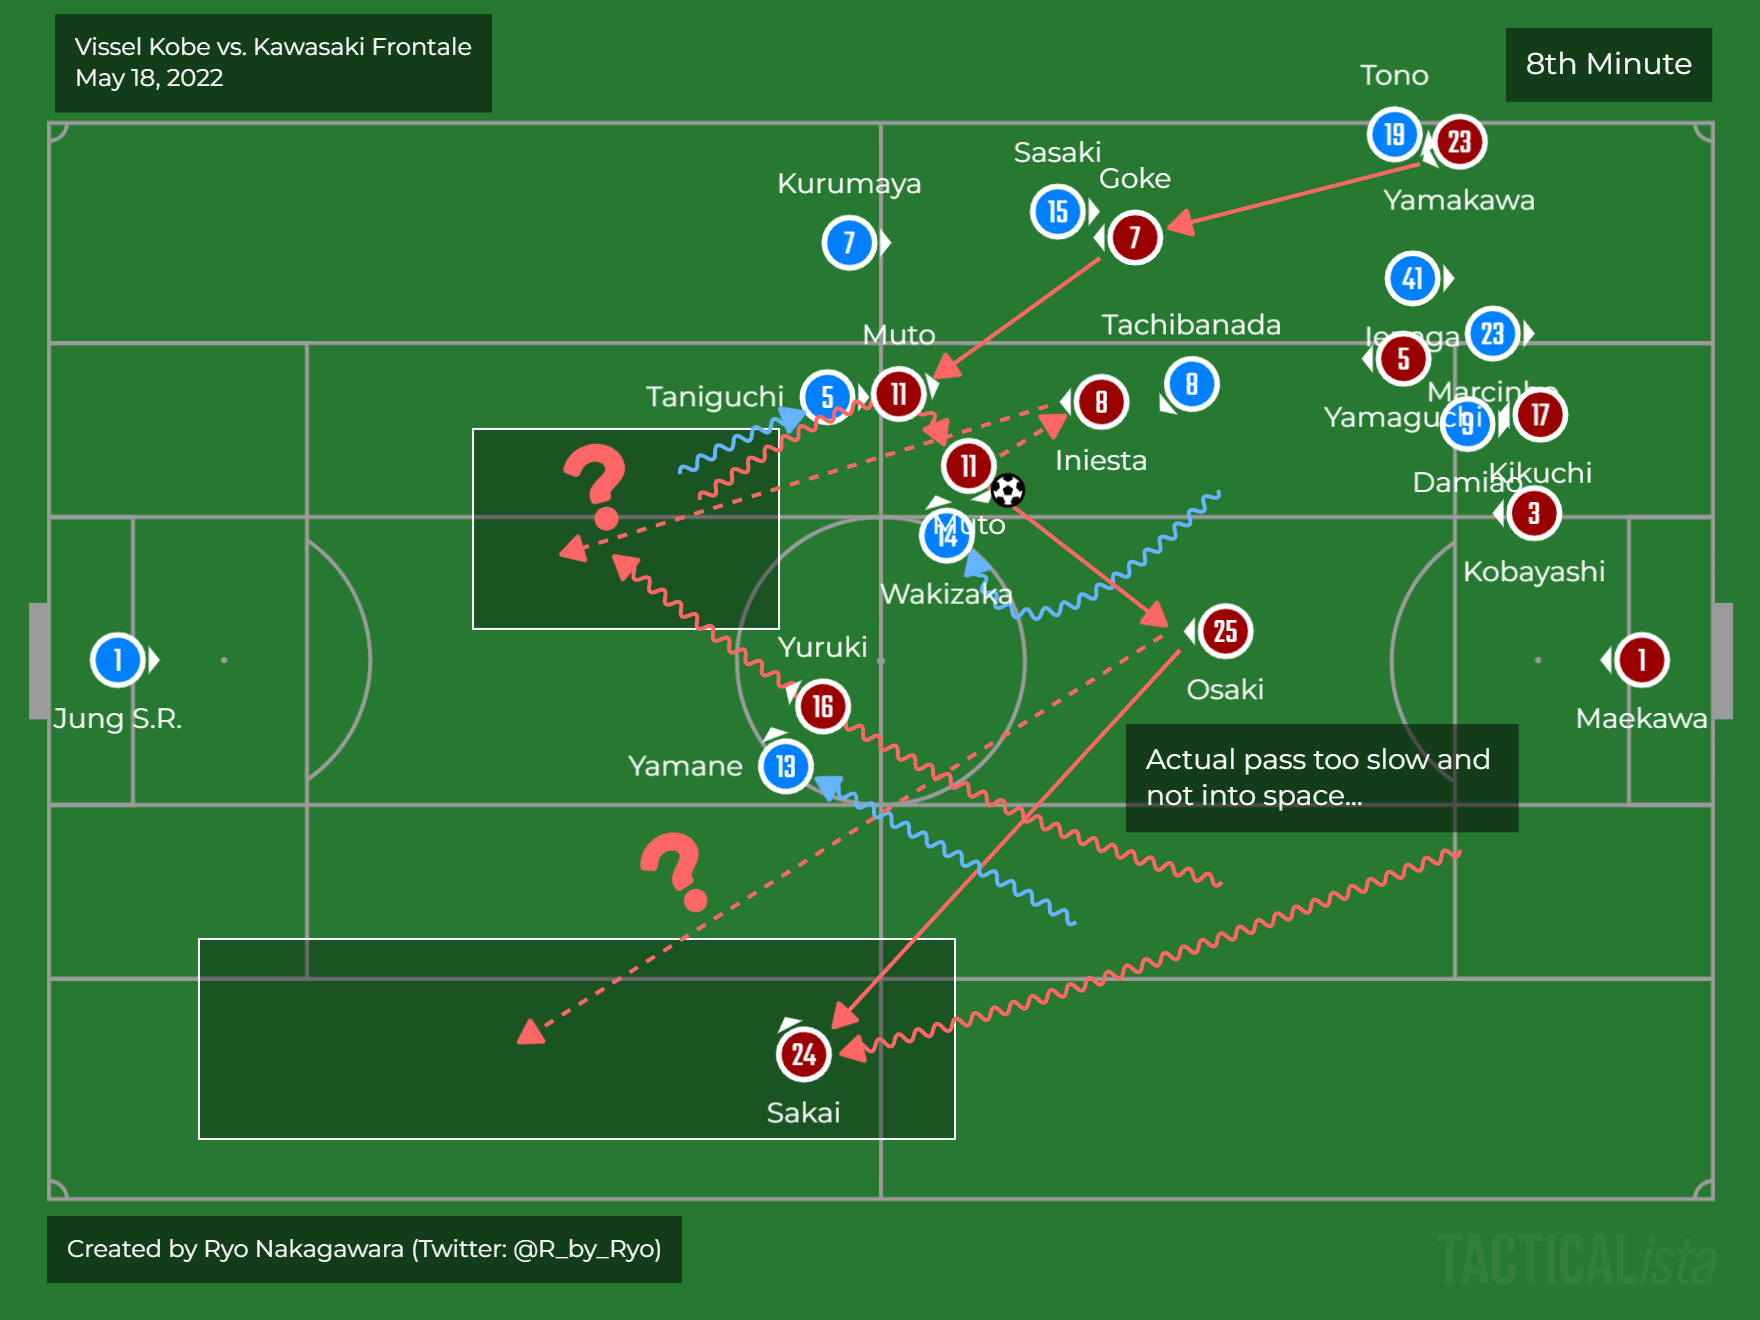 Vissel Kobe vs. Kawasaki Frontale
May 18, 2022
8th Minute
Tono
19
23
Yamakawa
Sasaki
Goke
15
7
Kurumaya
7
41
Ienaga
23
Marcinho
5
Yamaguchi
9
Damiao
17
Kikuchi
3
Kobayashi
Muto
Taniguchi
5
11
Tachibanada
8
8
Iniesta
11
Muto
14
Wakizaka
?
25
Osaki
1
Jung S.R.
1
Maekawa
Yuruki
16
Yamane
13
Actual pass too slow and
not into space...
?
24
Sakai
Created by Ryo Nakagawara (Twitter: @R_by_Ryo)
TACTICALista